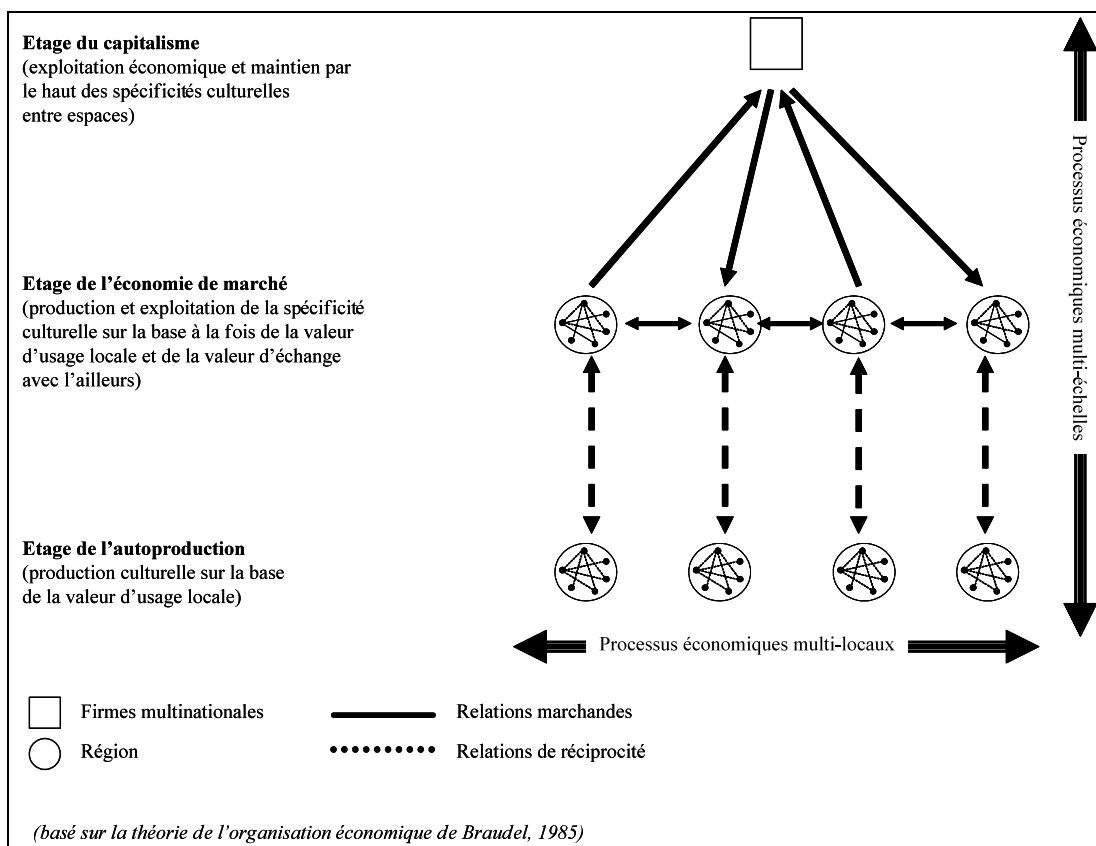 Etage du capitalisme
(exploitation économique et maintien par
le haut des spécificités culturelles
entre espaces)
Processus économiques multi-échelles
Etage de l'économie de marché
(production et exploitation de la spécificité
culturelle sur la base à la fois de la valeur
d'usage locale et de la valeur d'échange
avec l'ailleurs)
Etage de l'autoproduction
(production culturelle sur la base
de la valeur d'usage locale)
Processus économiques multi-locaux
Firmes multinationales
Relations marchandes
Région
Relations de réciprocité
(basé sur la théorie de l'organisation économique de Braudel, 1985)